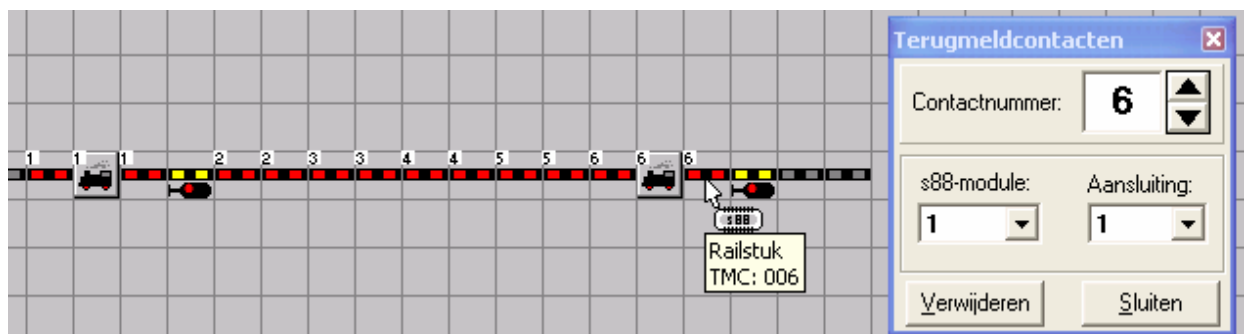 1 1 1 2 2 3 3 4 4 5 5 6 6 6
s88
Railstuk
TMC: 006
Terugmeldcontacten
Contactnummer: 6
s88-module: Aansluiting:
1 1
Verwijderen Sluiten